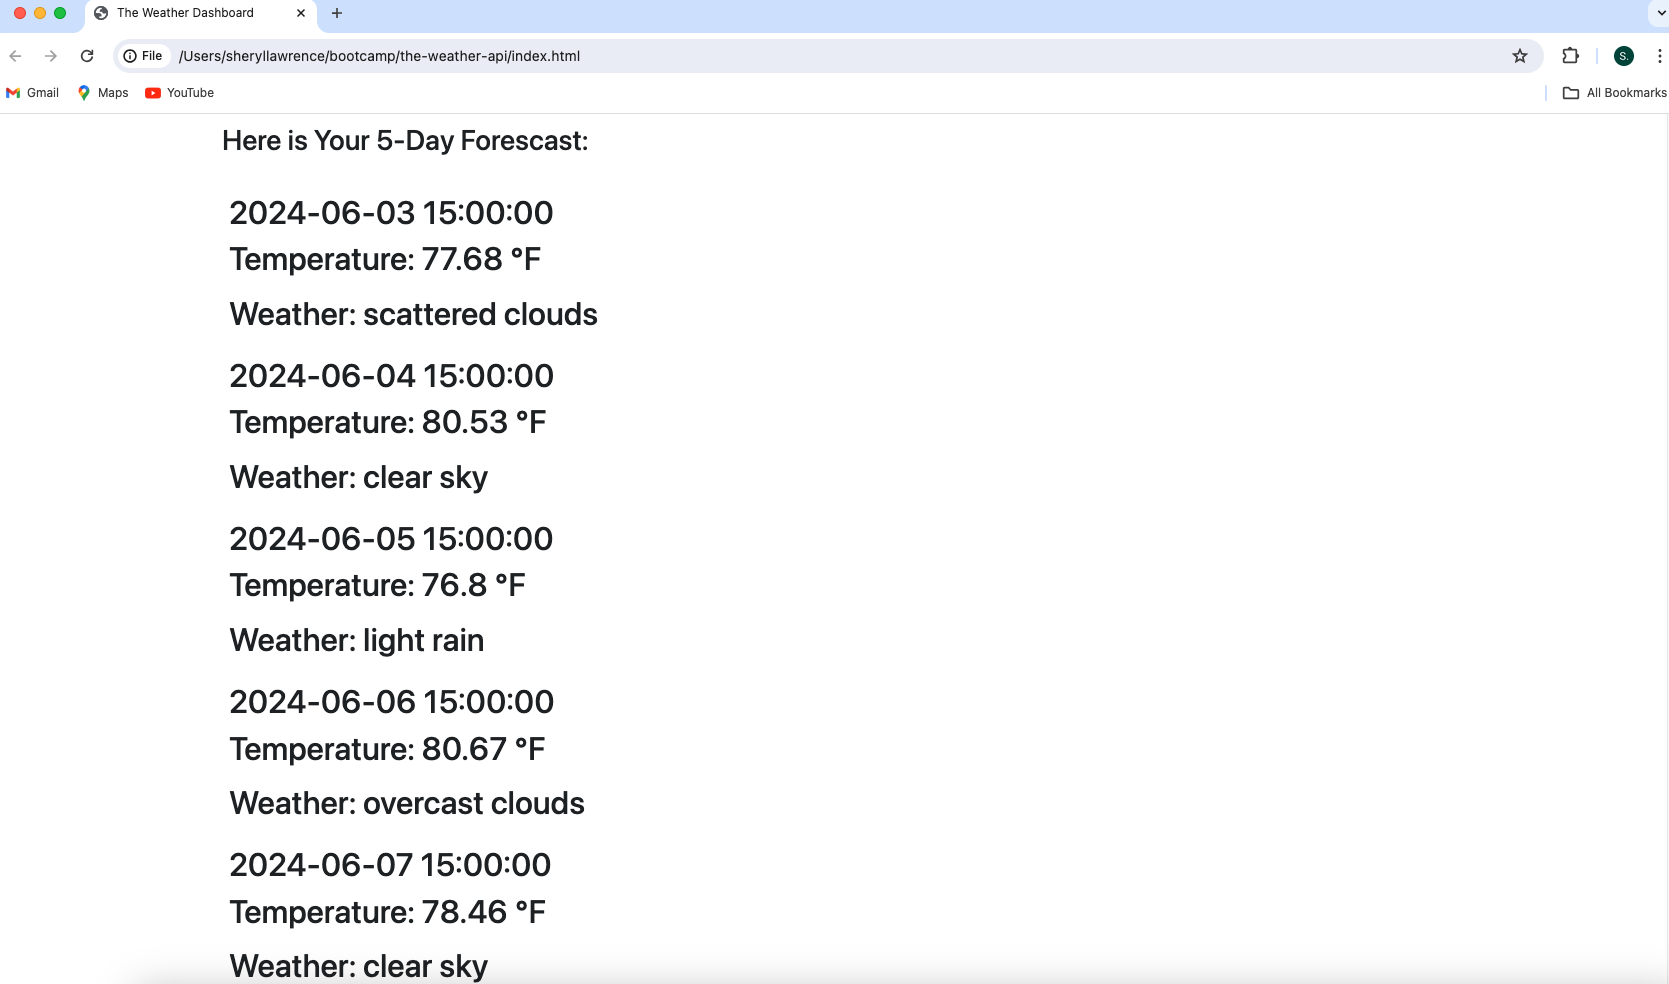 The Weather Dashboard
File /Users/sheryllawrence/bootcamp/the-weather-api/index.html
S.
Gmail Maps YouTube All Bookmarks
Here is Your 5-Day Forescast:
2024-06-03 15:00:00
Temperature: 77.68 °F
Weather: scattered clouds
2024-06-04 15:00:00
Temperature: 80.53 °F
Weather: clear sky
2024-06-05 15:00:00
Temperature: 76.8 °F
Weather: light rain
2024-06-06 15:00:00
Temperature: 80.67 °F
Weather: overcast clouds
2024-06-07 15:00:00
Temperature: 78.46 °F
Weather: clear sky